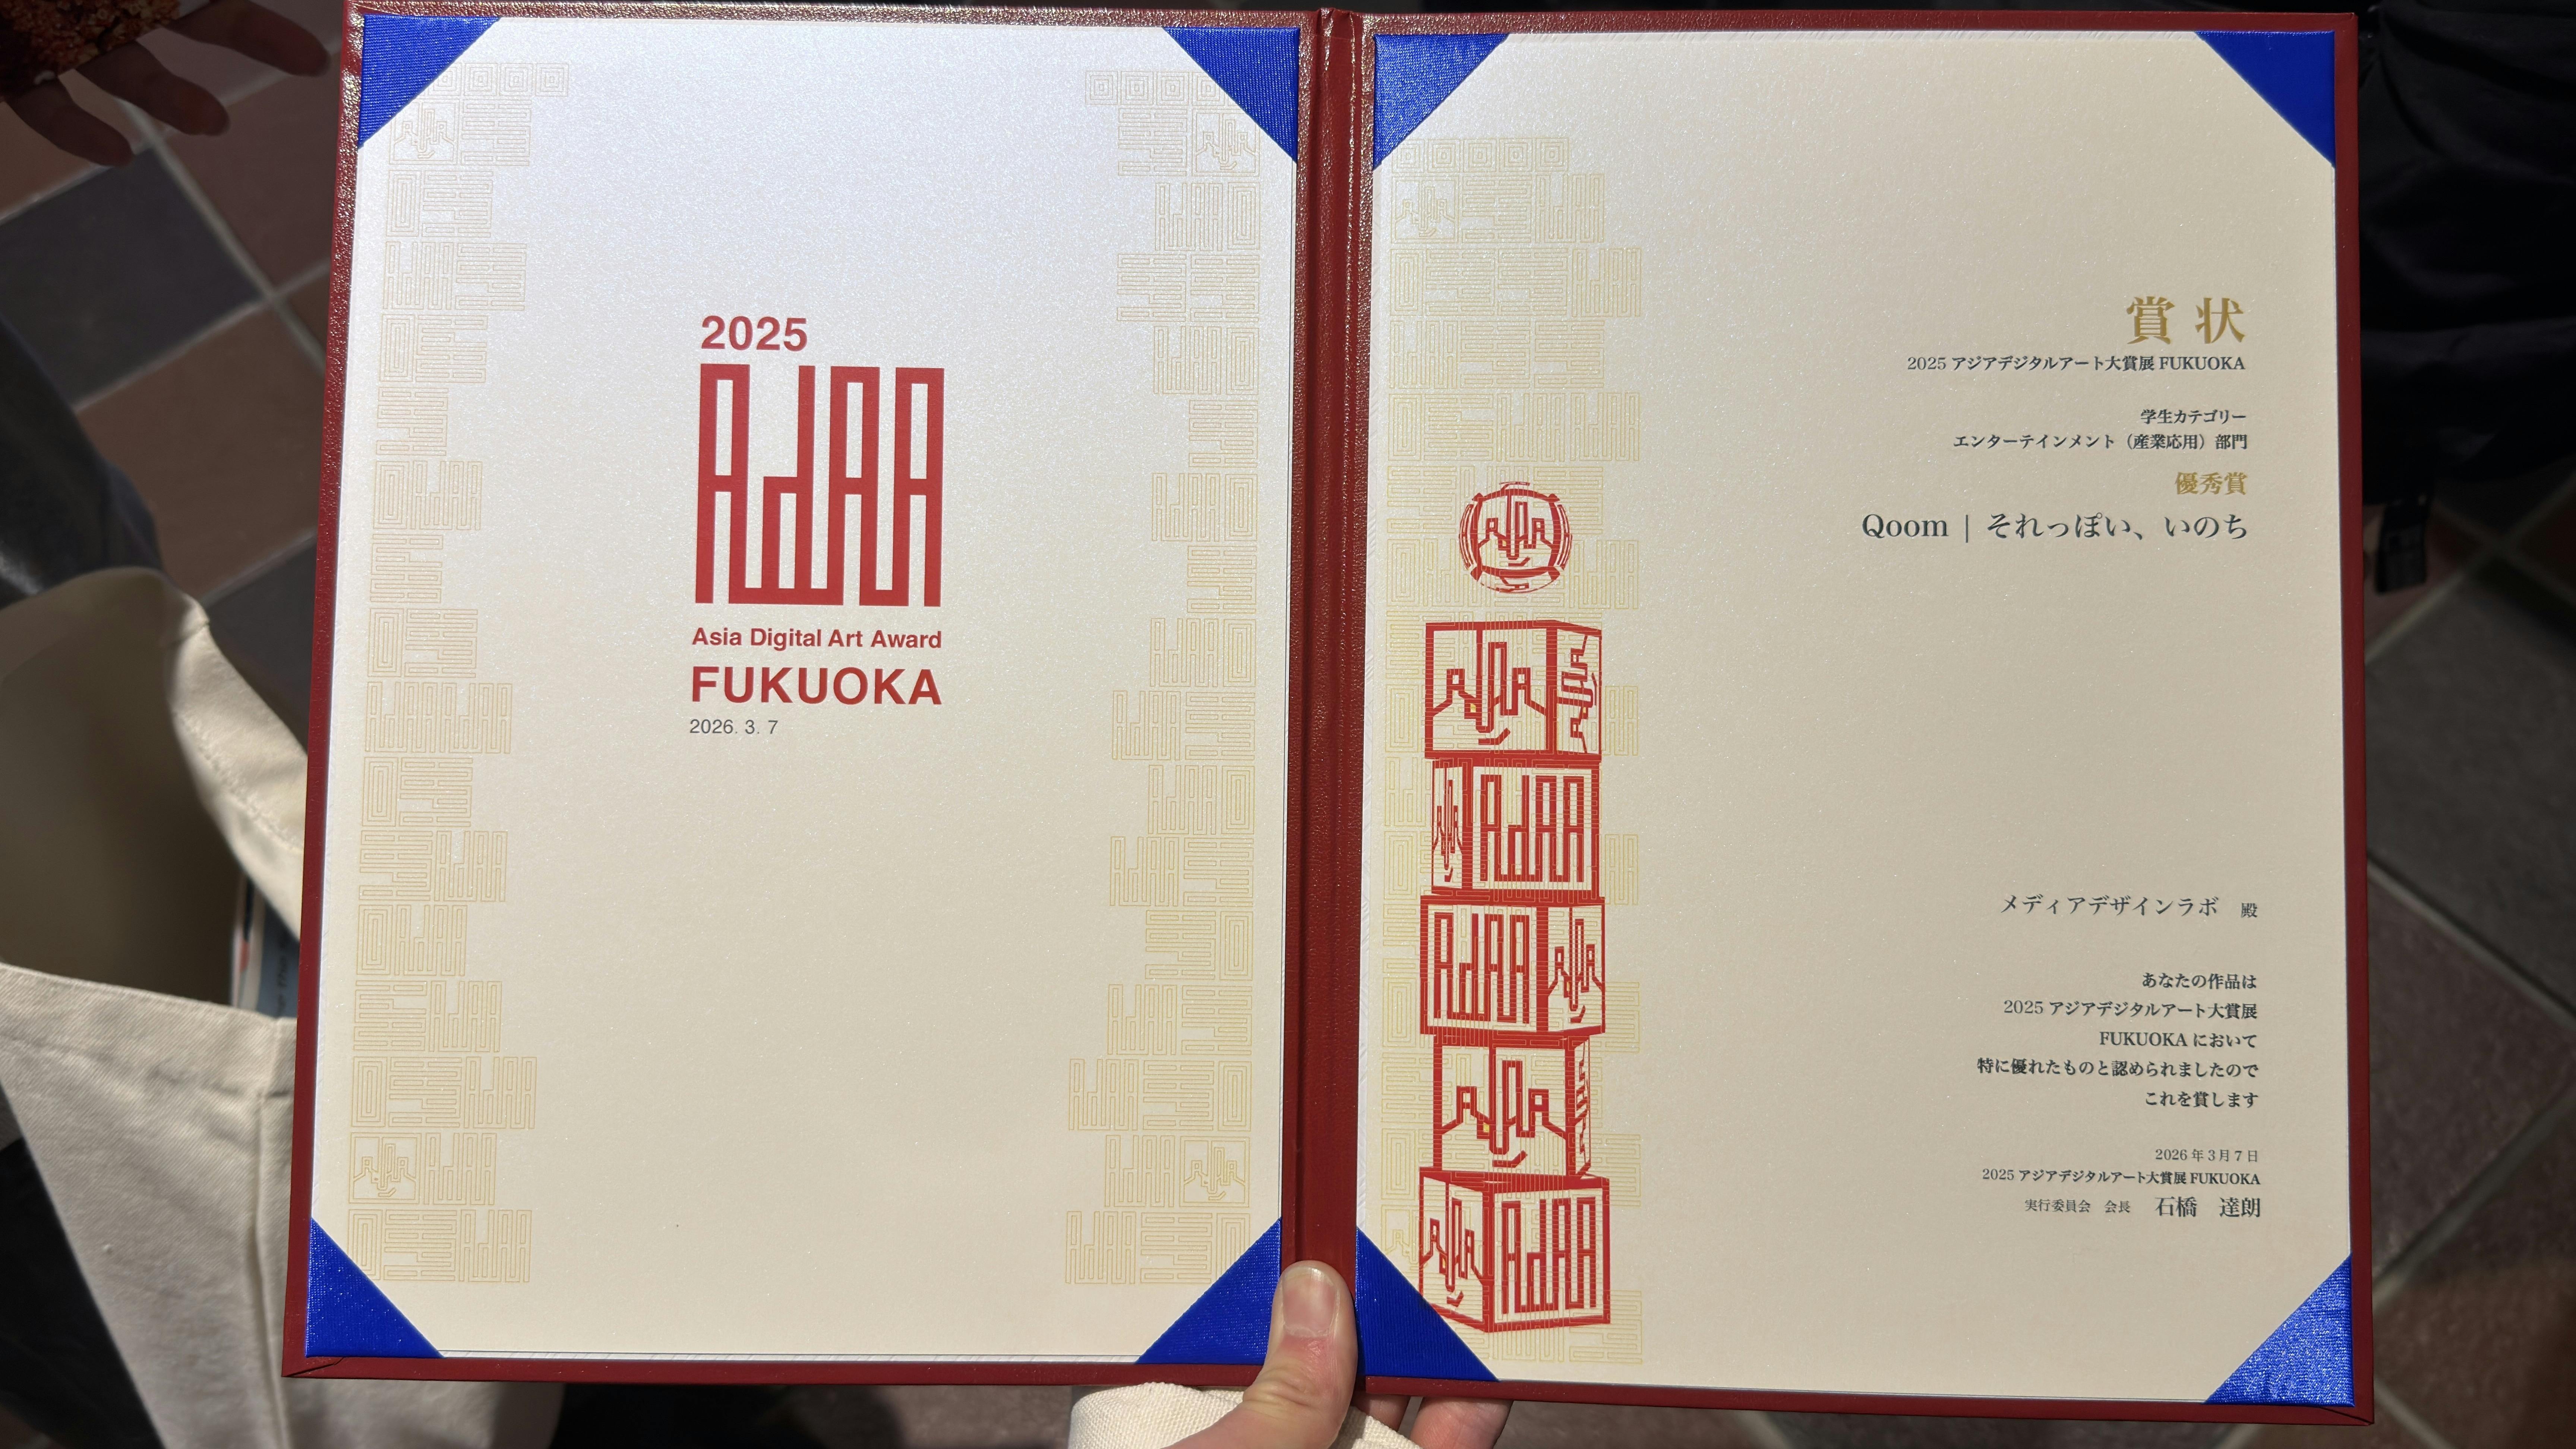 2025
AdAA
Asia Digital Art Award
FUKUOKA
2026. 3. 7
賞状
2025 アジアデジタルアート大賞展 FUKUOKA
学生カテゴリー
エンターテインメント（産業応用）部門
優秀賞
Qoom | それっぽい、いのち
メディアデザインラボ 殿
あなたの作品は
2025 アジアデジタルアート大賞展
FUKUOKA において
特に優れたものと認められましたので
これを賞します
2026 年 3 月 7 日
2025 アジアデジタルアート大賞展 FUKUOKA
実行委員会 会長 石橋 達朗
AdAA
AdAA
AdAA